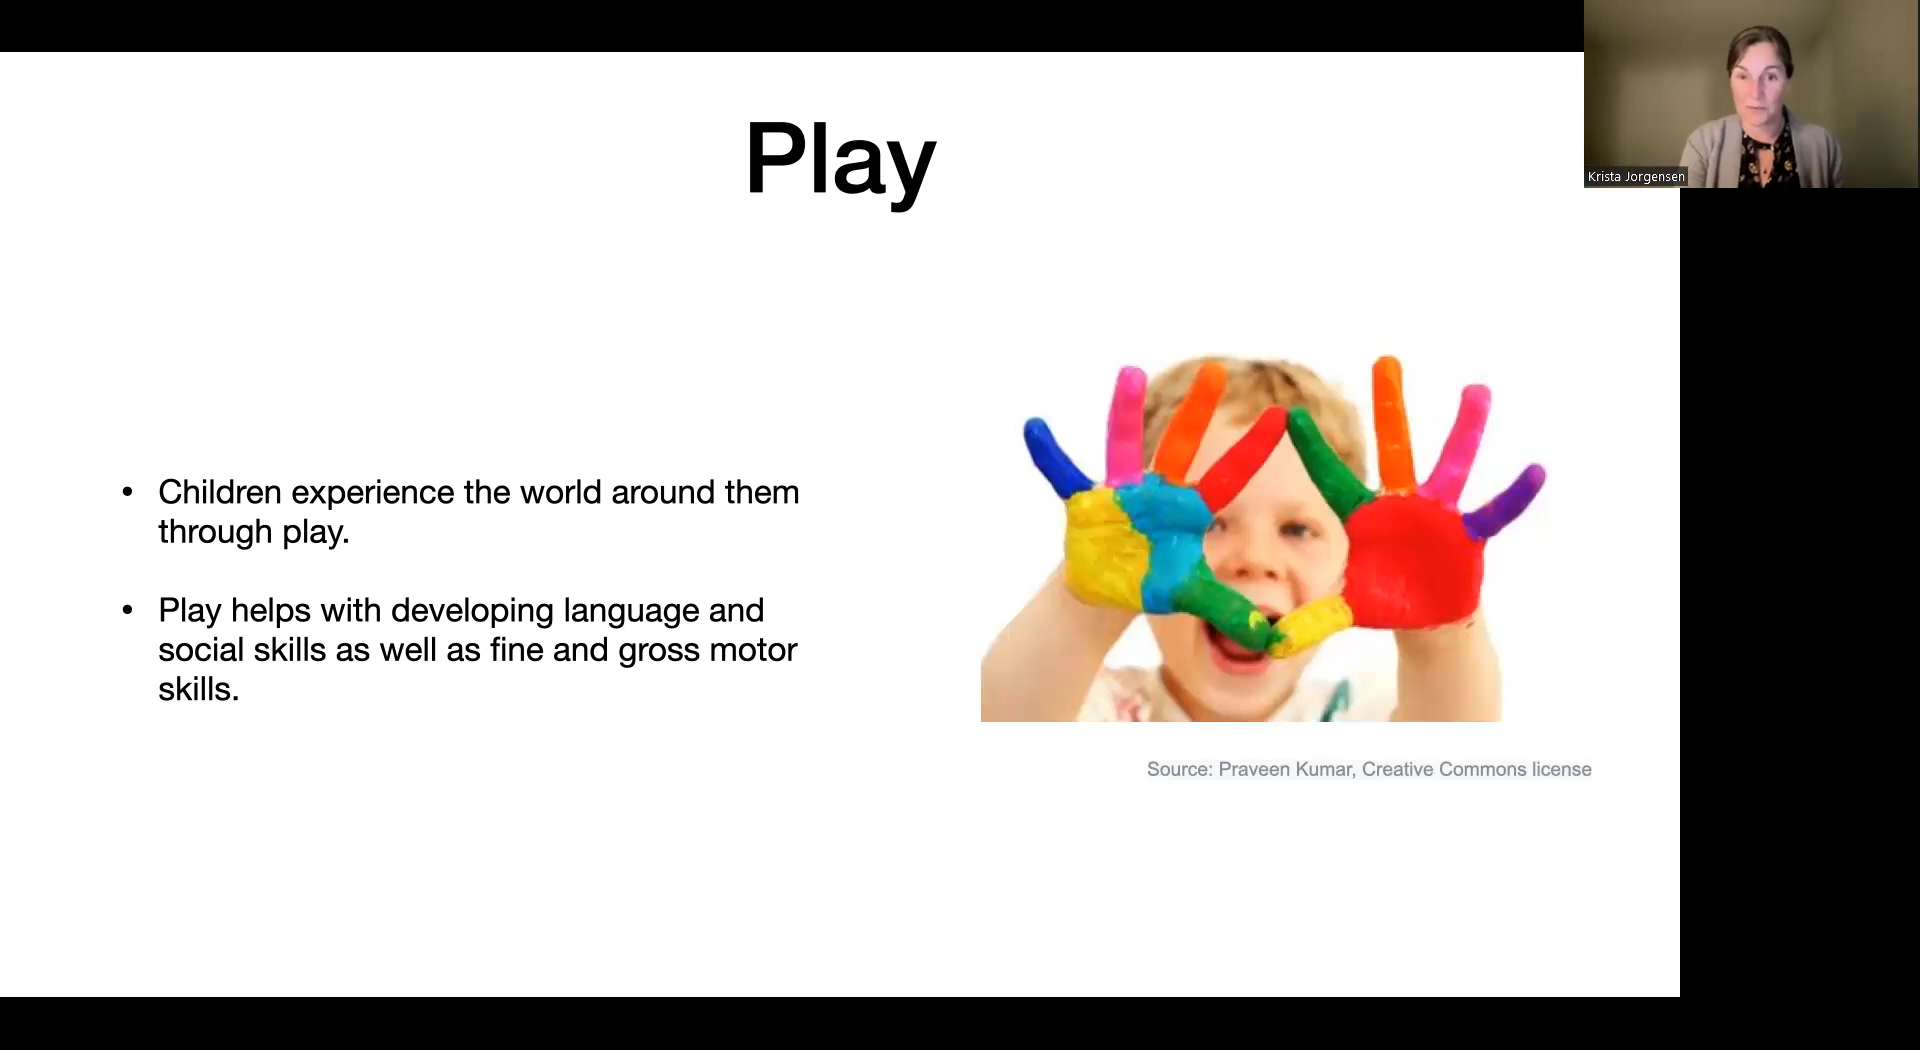 Play
Krista Jorgensen
• Children experience the world around them
through play.
• Play helps with developing language and
social skills as well as fine and gross motor
skills.
Source: Praveen Kumar, Creative Commons license